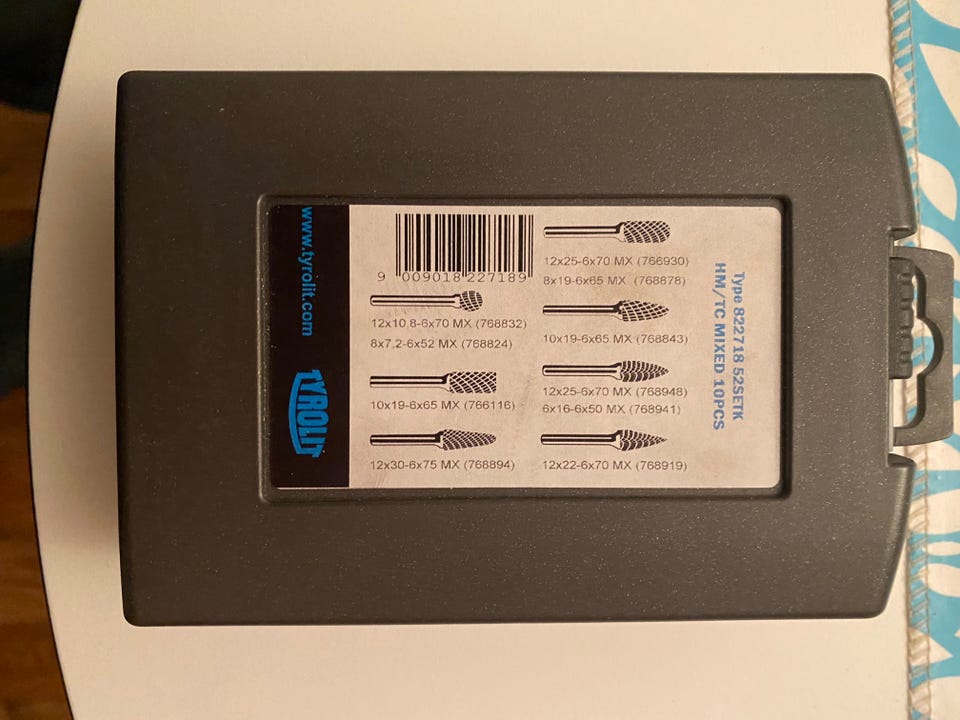 Type 822718 52SETK
HM/TC MIXED 10PCS
12x25-6x70 MX (766930)
8x19-6x65 MX (768878)
10x19-6x65 MX (768843)
12x25-6x70 MX (768948)
6x16-6x50 MX (768941)
12x22-6x70 MX (768919)
9 009018 227189
12x10,8-6x70 MX (768832)
8x7,2-6x52 MX (768824)
10x19-6x65 MX (766116)
12x30-6x75 MX (768894)
www.tyrolit.com
TYROLIT